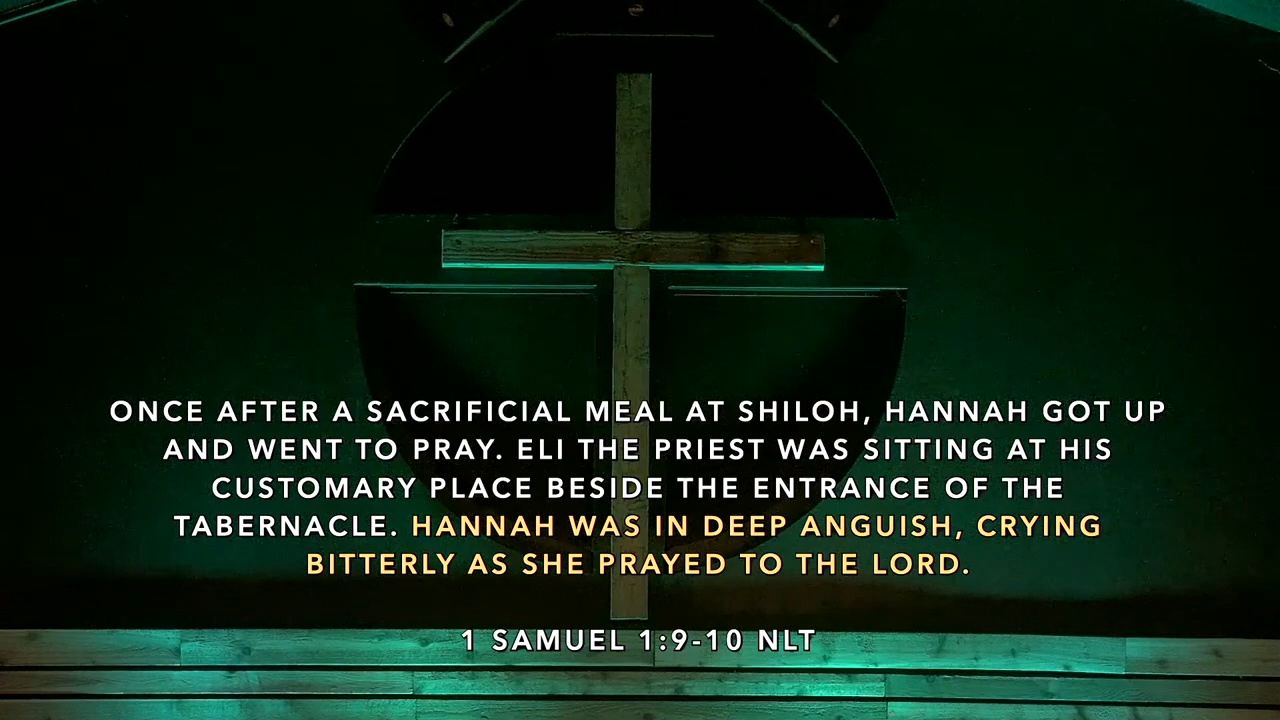 ONCE AFTER A SACRIFICIAL MEAL AT SHILOH, HANNAH GOT UP
AND WENT TO PRAY. ELI THE PRIEST WAS SITTING AT HIS
CUSTOMARY PLACE BESIDE THE ENTRANCE OF THE
TABERNACLE. HANNAH WAS IN DEEP ANGUISH, CRYING
BITTERLY AS SHE PRAYED TO THE LORD.
1 SAMUEL 1:9-10 NLT